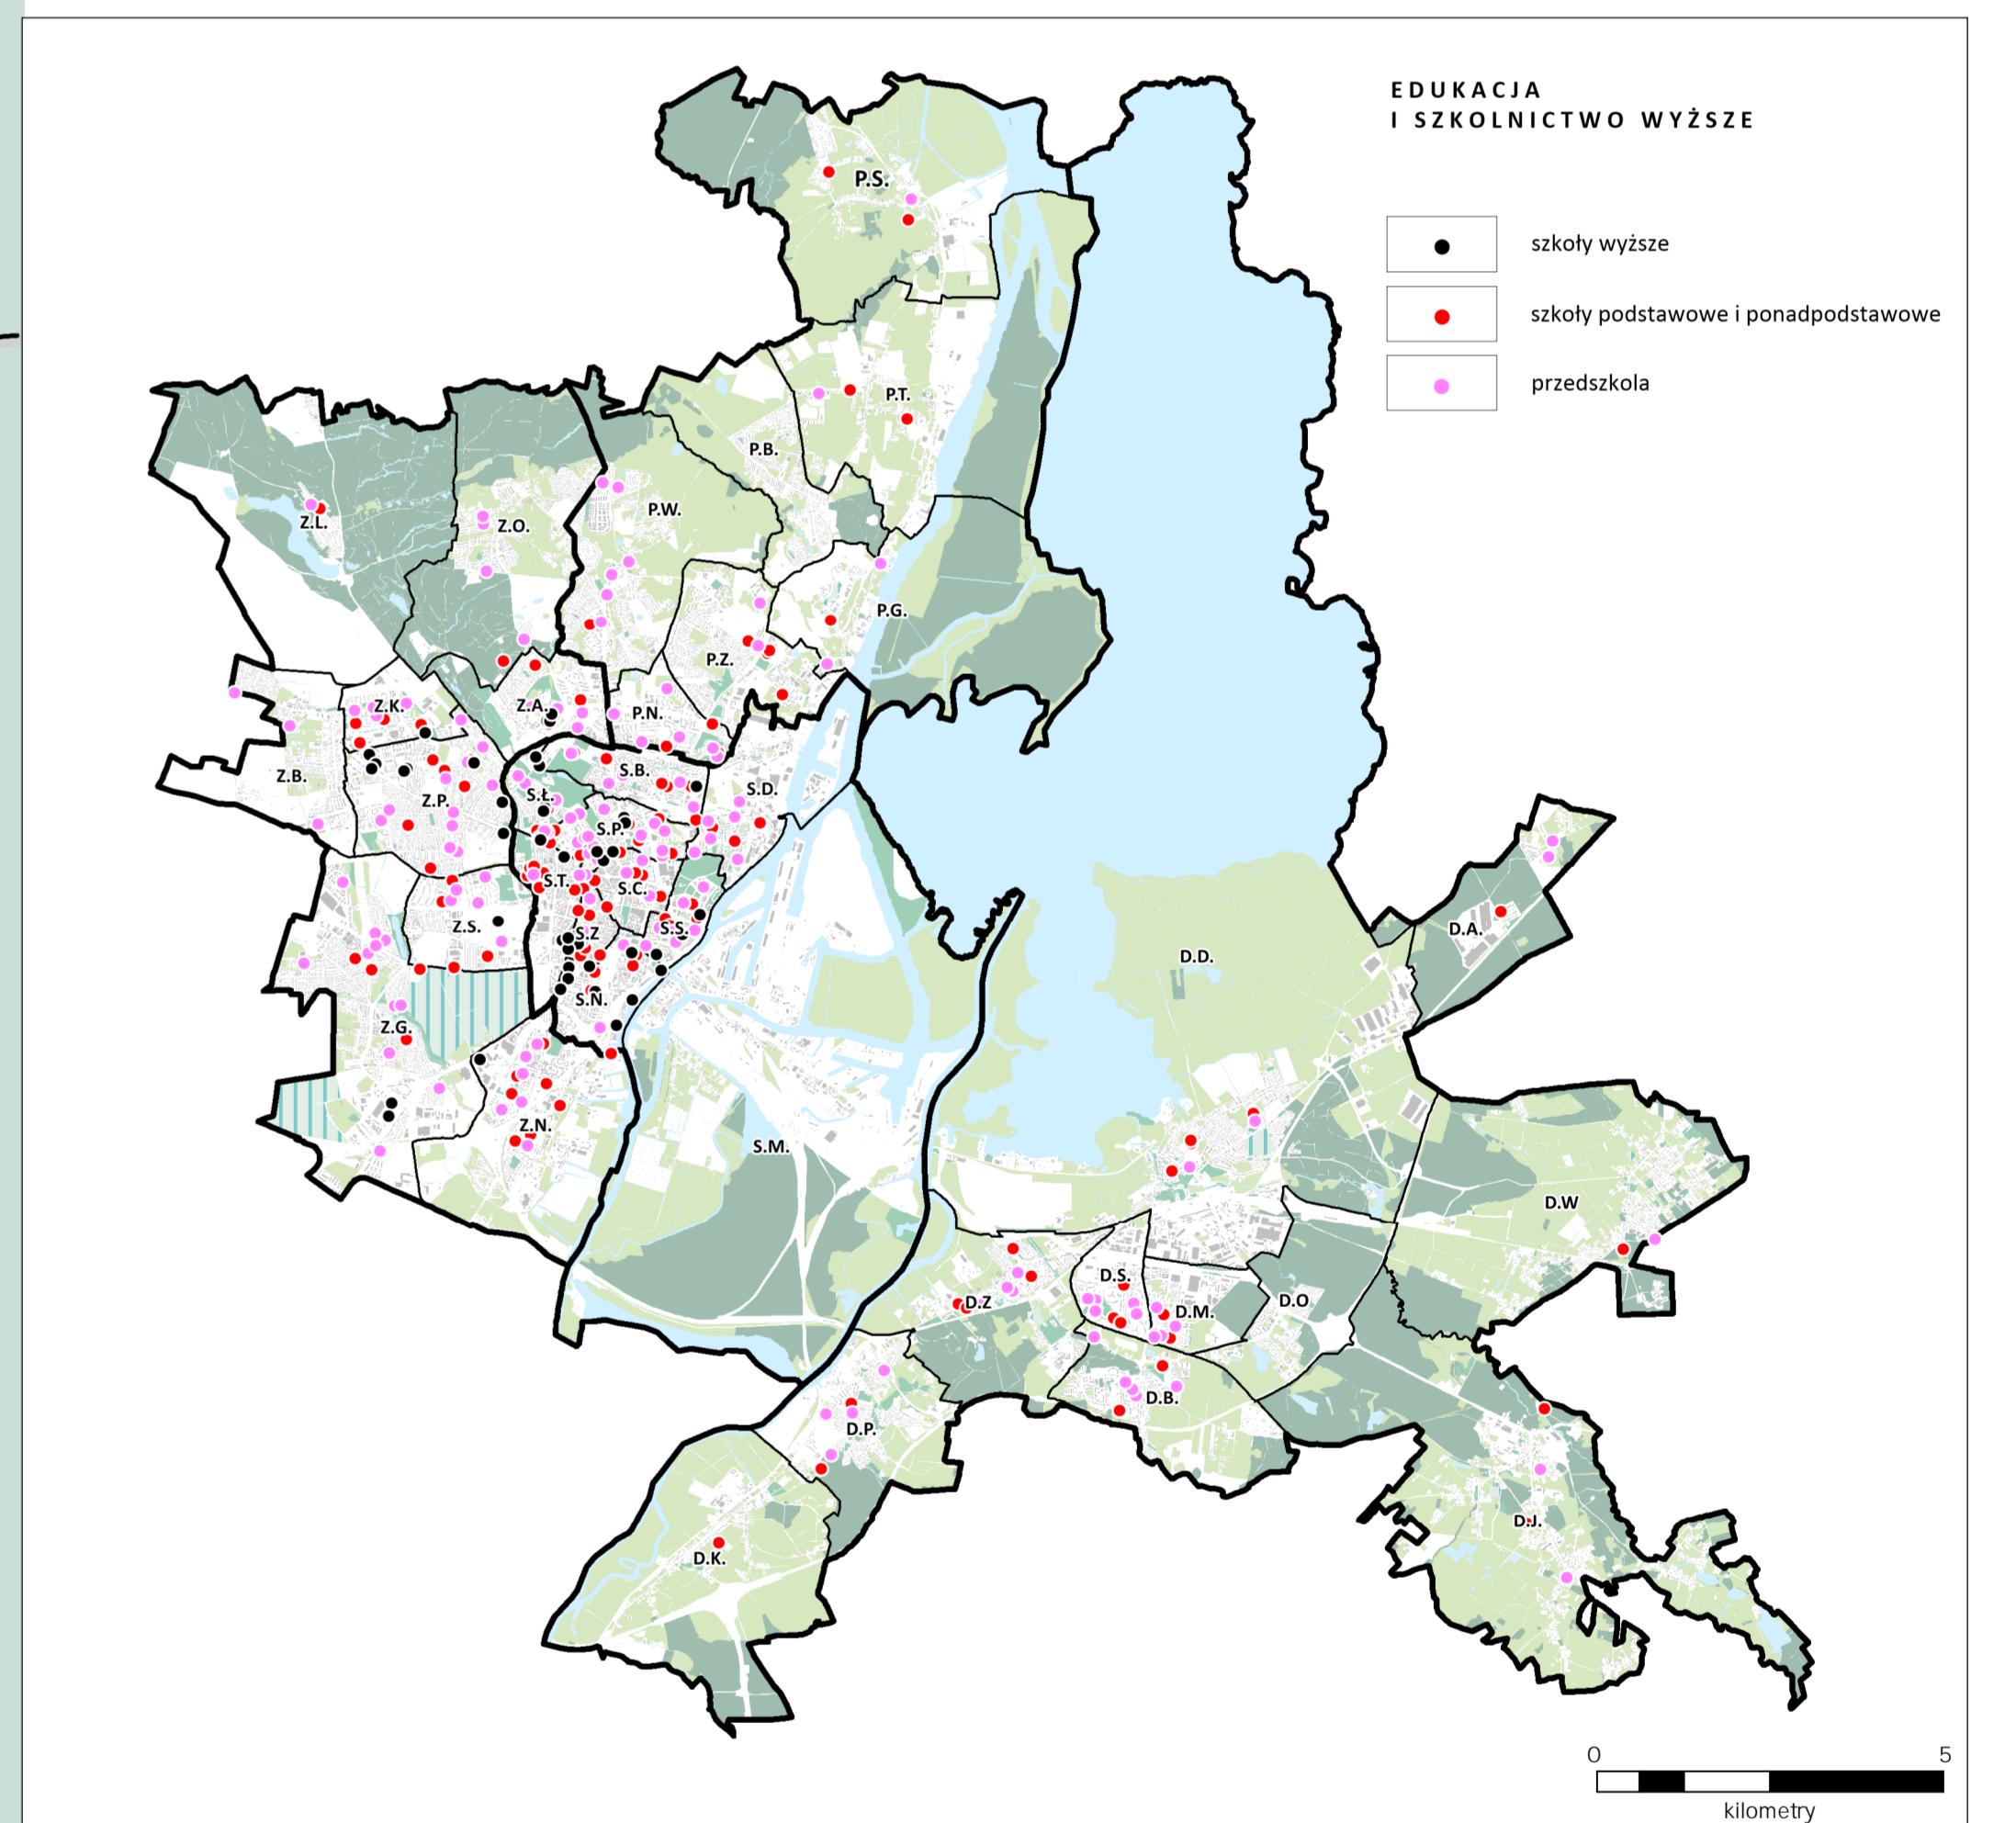 EDUKACJA
I SZKOLNICTWO WYŻSZE
szkoły wyższe
szkoły podstawowe i ponadpodstawowe
przedszkola
P.S.
P.T.
P.B.
P.W.
Z.L.
Z.O.
P.G.
P.Z.
Z.K.
Z.A.
P.N.
Z.B.
S.B.
S.D.
Z.P.
S.Ł.
S.P.
S.T.
S.C.
Z.S.
S.Z
S.S.
D.A.
D.D.
S.N.
Z.G.
Z.N.
S.M.
D.W
D.S.
D.Z
D.M.
D.O
D.B.
D.P.
D.J.
D.K.
0 5
kilometry